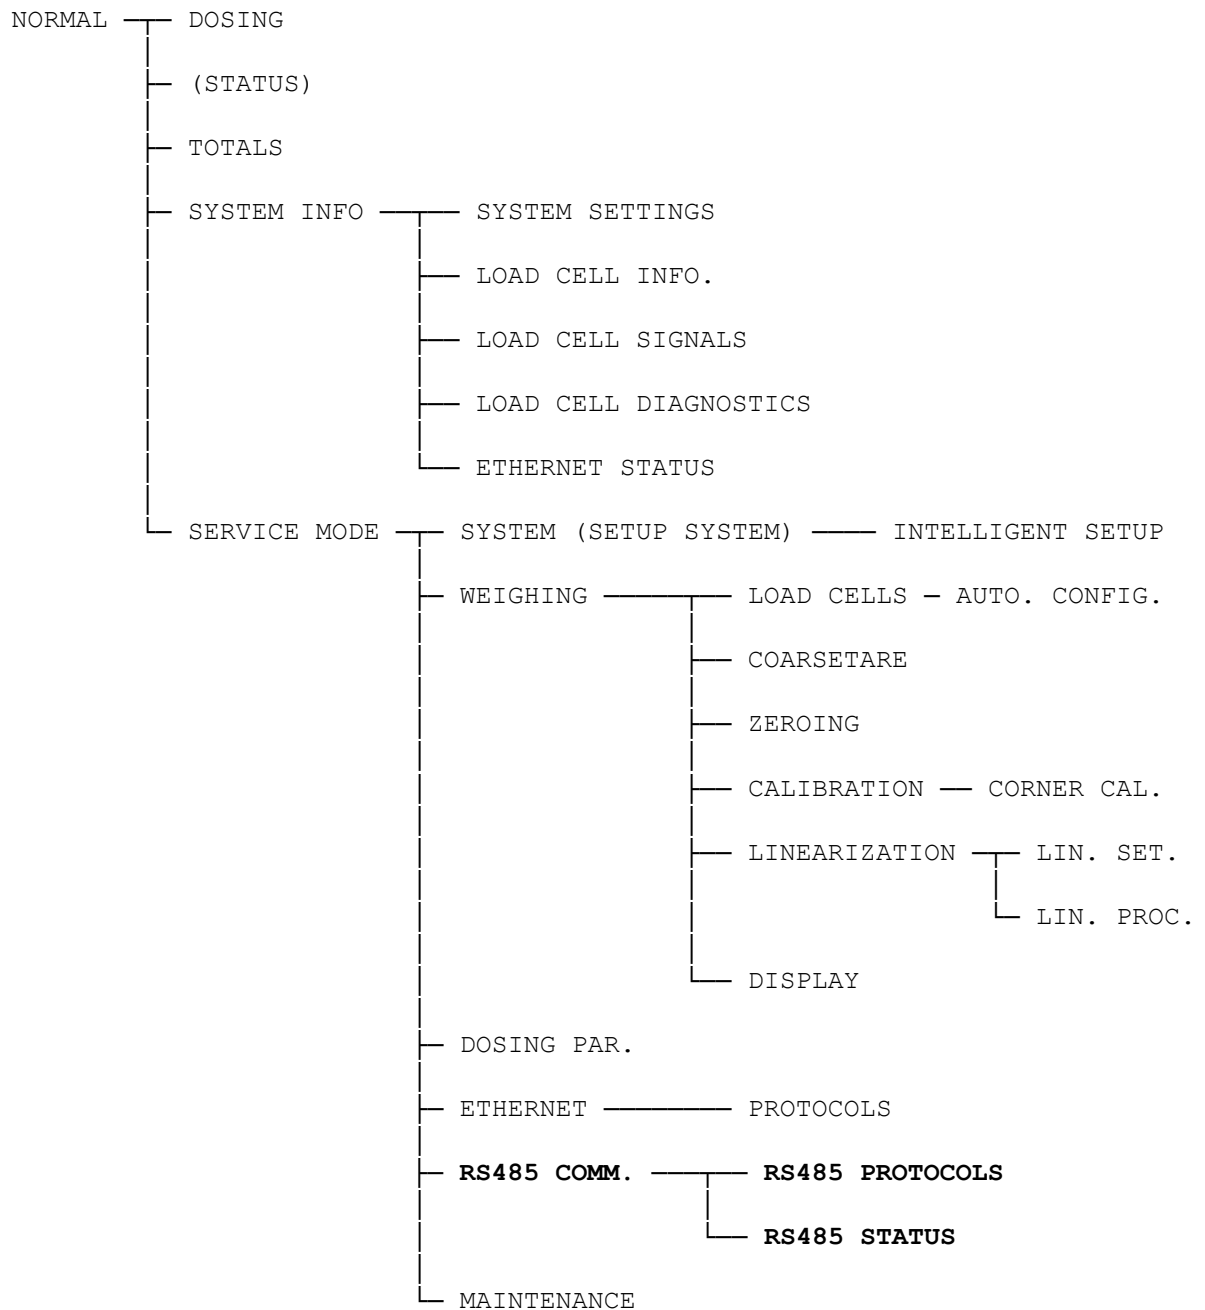 NORMAL DOSING
(STATUS)
TOTALS
SYSTEM INFO SYSTEM SETTINGS
LOAD CELL INFO.
LOAD CELL SIGNALS
LOAD CELL DIAGNOSTICS
ETHERNET STATUS
SERVICE MODE SYSTEM (SETUP SYSTEM) INTELLIGENT SETUP
WEIGHING LOAD CELLS AUTO. CONFIG.
COARSETARE
ZEROING
CALIBRATION CORNER CAL.
LINEARIZATION LIN. SET.
LIN. PROC.
DISPLAY
DOSING PAR.
ETHERNET PROTOCOLS
RS485 COMM. RS485 PROTOCOLS
RS485 STATUS
MAINTENANCE